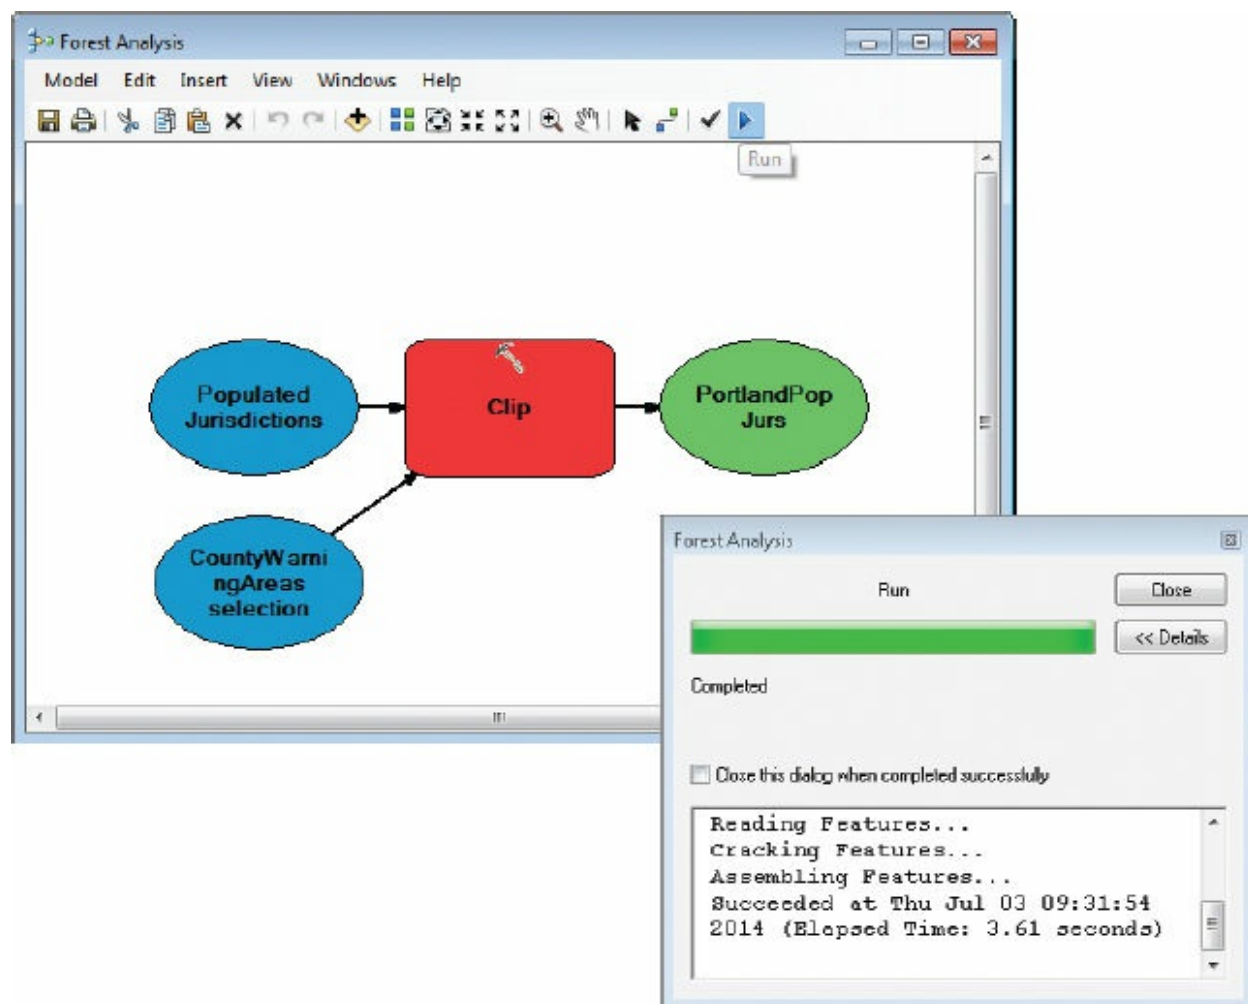 Forest Analysis
Model Edit Insert View Windows Help
Run
Populated
Jurisdictions
Clip
PortlandPop
Jurs
CountyWarni
ngAreas
selection
Forest Analysis
Run
Close
<< Details
Completed
Close this dialog when completed successfully
Reading Features...
Cracking Features...
Assembling Features...
Succeeded at Thu Jul 03 09:31:54
2014 (Elapsed Time: 3.61 seconds)